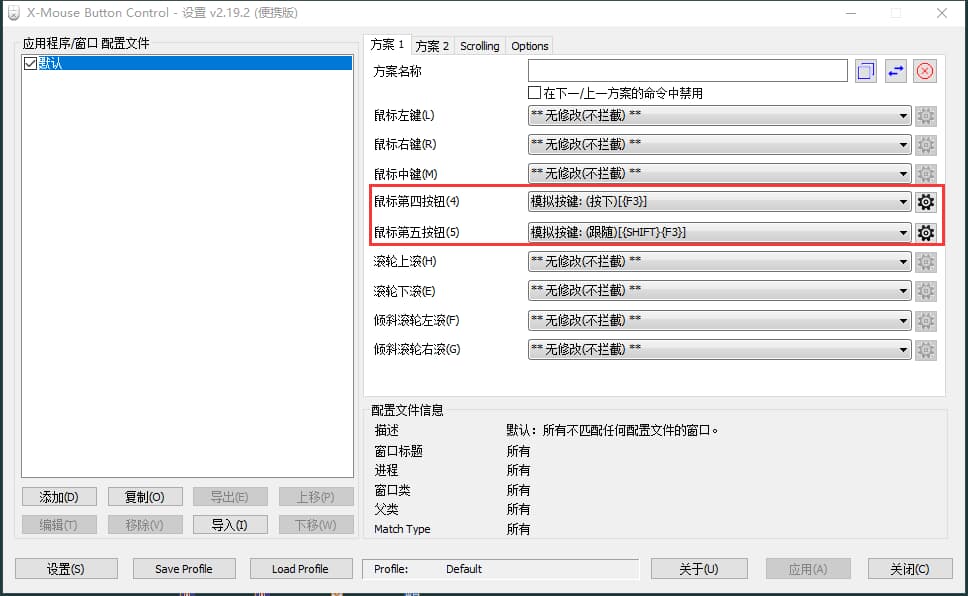 X-Mouse Button Control - 设置 v2.19.2 (便携版)
应用程序/窗口 配置文件
默认
方案 1 方案 2 Scrolling Options
方案名称
在下一/上一方案的命令中禁用
鼠标左键(L) ** 无修改(不拦截) **
鼠标右键(R) ** 无修改(不拦截) **
鼠标中键(M) ** 无修改(不拦截) **
鼠标第四按钮(4) 模拟按键: (按下)[{F3}]
鼠标第五按钮(5) 模拟按键: (跟随)[{SHIFT}{F3}]
滚轮上滚(H) ** 无修改(不拦截) **
滚轮下滚(E) ** 无修改(不拦截) **
倾斜滚轮左滚(F) ** 无修改(不拦截) **
倾斜滚轮右滚(G) ** 无修改(不拦截) **
配置文件信息
描述 默认：所有不匹配任何配置文件的窗口。
窗口标题 所有
进程 所有
窗口类 所有
父类 所有
Match Type 所有
添加(D) 复制(O) 导出(E) 上移(P)
编辑(T) 移除(V) 导入(I) 下移(W)
设置(S) Save Profile Load Profile Profile: Default 关于(U) 应用(A) 关闭(C)